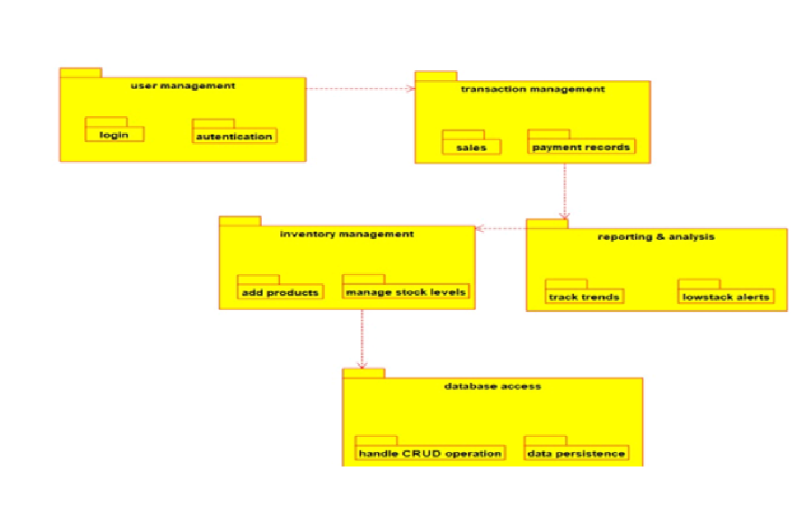 user management
login
autentication
transaction management
sales
payment records
inventory management
add products
manage stock levels
reporting & analysis
track trends
lowstack alerts
database access
handle CRUD operation
data persistence